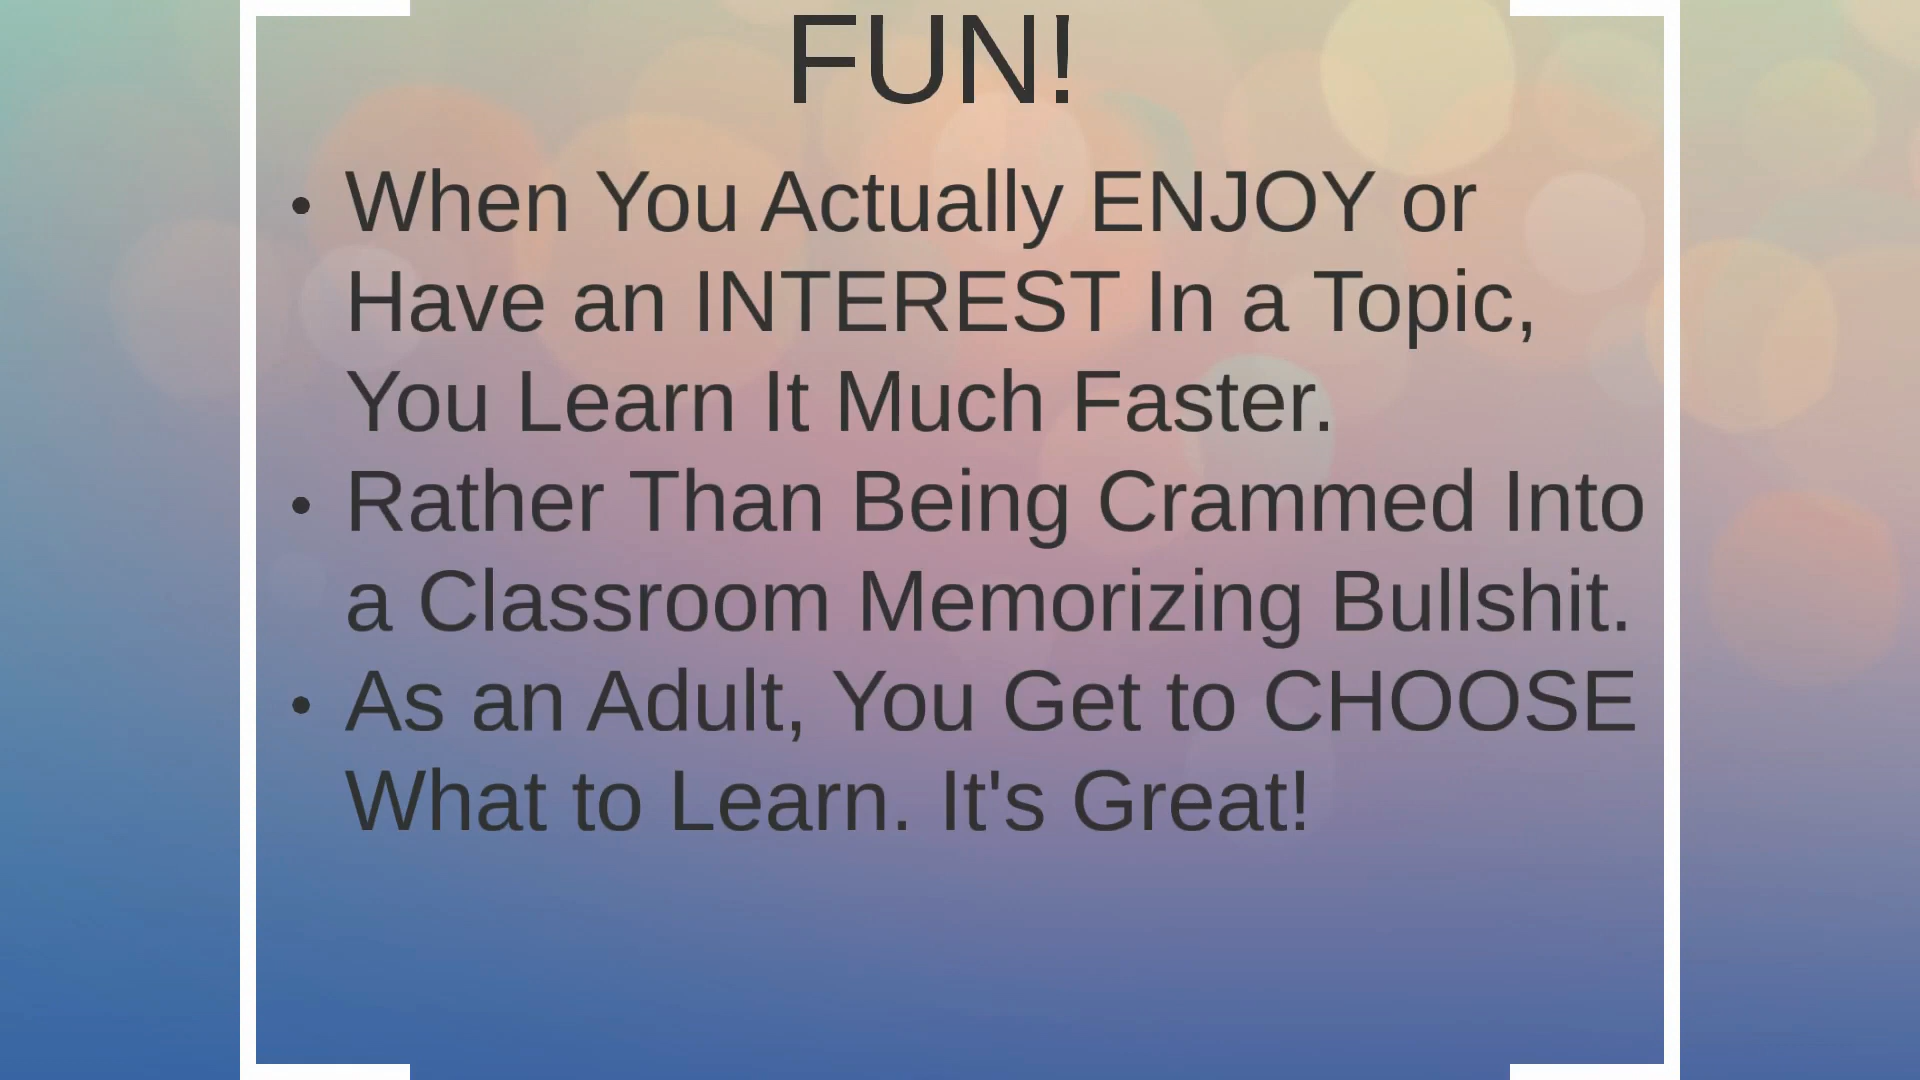 FUN!
• When You Actually ENJOY or
Have an INTEREST In a Topic,
You Learn It Much Faster.
• Rather Than Being Crammed Into
a Classroom Memorizing Bullshit.
• As an Adult, You Get to CHOOSE
What to Learn. It's Great!